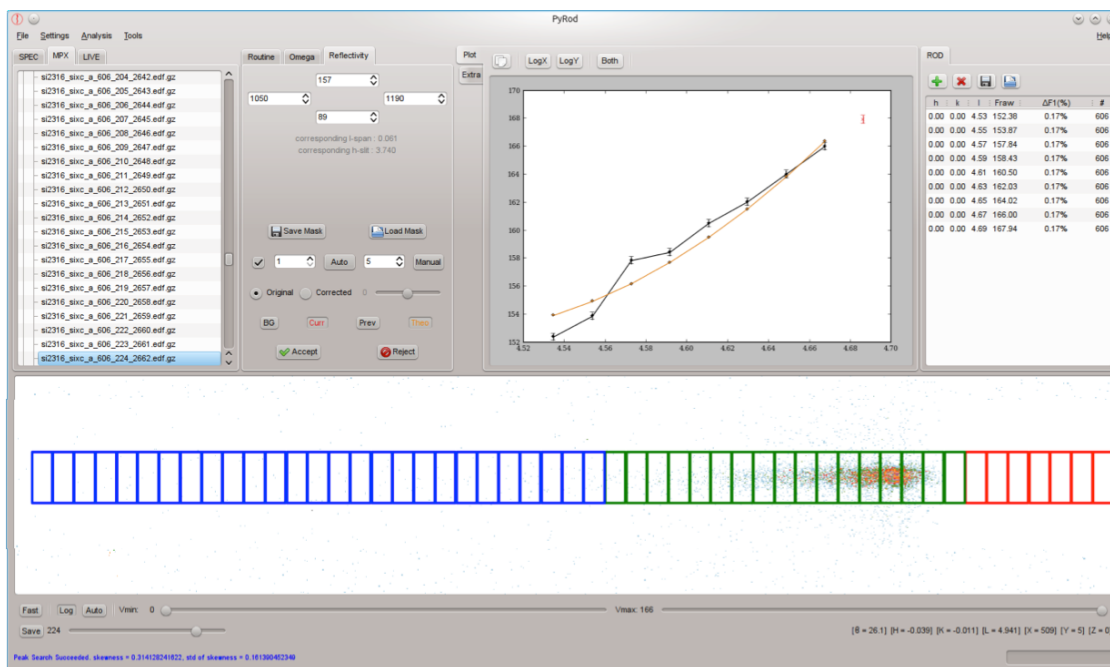 PyRod
File Settings Analysis Tools Help
SPEC MPX LIVE
si2316_sixc_a_606_204_2642.edf.gz
si2316_sixc_a_606_205_2643.edf.gz
si2316_sixc_a_606_206_2644.edf.gz
si2316_sixc_a_606_207_2645.edf.gz
si2316_sixc_a_606_208_2646.edf.gz
si2316_sixc_a_606_209_2647.edf.gz
si2316_sixc_a_606_210_2648.edf.gz
si2316_sixc_a_606_211_2649.edf.gz
si2316_sixc_a_606_212_2650.edf.gz
si2316_sixc_a_606_213_2651.edf.gz
si2316_sixc_a_606_214_2652.edf.gz
si2316_sixc_a_606_215_2653.edf.gz
si2316_sixc_a_606_216_2654.edf.gz
si2316_sixc_a_606_217_2655.edf.gz
si2316_sixc_a_606_218_2656.edf.gz
si2316_sixc_a_606_219_2657.edf.gz
si2316_sixc_a_606_220_2658.edf.gz
si2316_sixc_a_606_221_2659.edf.gz
si2316_sixc_a_606_222_2660.edf.gz
si2316_sixc_a_606_223_2661.edf.gz
si2316_sixc_a_606_224_2662.edf.gz
Routine Omega Reflectivity
157
1050 1190
89
corresponding l-span : 0.061
corresponding h-slit : 3.740
Save Mask Load Mask
1 Auto 5 Manual
Original Corrected 0
BG Curr Prev Theo
Accept Reject
Plot
Extra
LogX LogY Both
170
168
166
164
162
160
158
156
154
152
4.52 4.54 4.56 4.58 4.60 4.62 4.64 4.66 4.68 4.70
ROD
h k l Fraw ΔF1(%) #
0.00 0.00 4.53 152.38 0.17% 606
0.00 0.00 4.55 153.87 0.17% 606
0.00 0.00 4.57 157.84 0.17% 606
0.00 0.00 4.59 158.43 0.17% 606
0.00 0.00 4.61 160.50 0.17% 606
0.00 0.00 4.63 162.03 0.17% 606
0.00 0.00 4.65 164.02 0.17% 606
0.00 0.00 4.67 166.00 0.17% 606
0.00 0.00 4.69 167.94 0.17% 606
Fast Log Auto Vmin: 0 Vmax: 166
Save 224 [θ = 26.1] [H = -0.039] [K = -0.011] [L = 4.941] [X = 509] [Y = 5] [Z = 0
Peak Search Succeeded. skewness = 0.314128241622, std of skewness = 0.161390462349